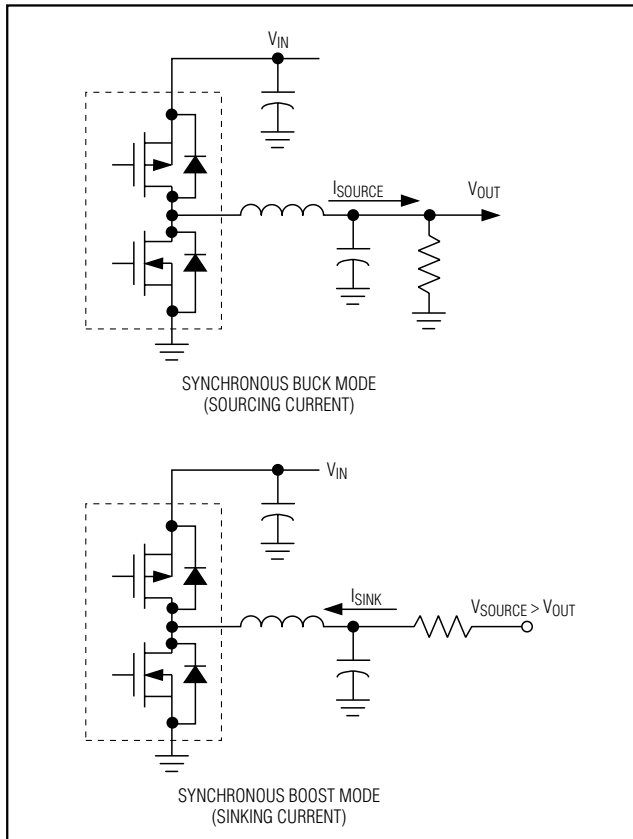 VIN
ISOURCE
VOUT
SYNCHRONOUS BUCK MODE
(SOURCING CURRENT)
VIN
ISINK
VSOURCE > VOUT
SYNCHRONOUS BOOST MODE
(SINKING CURRENT)